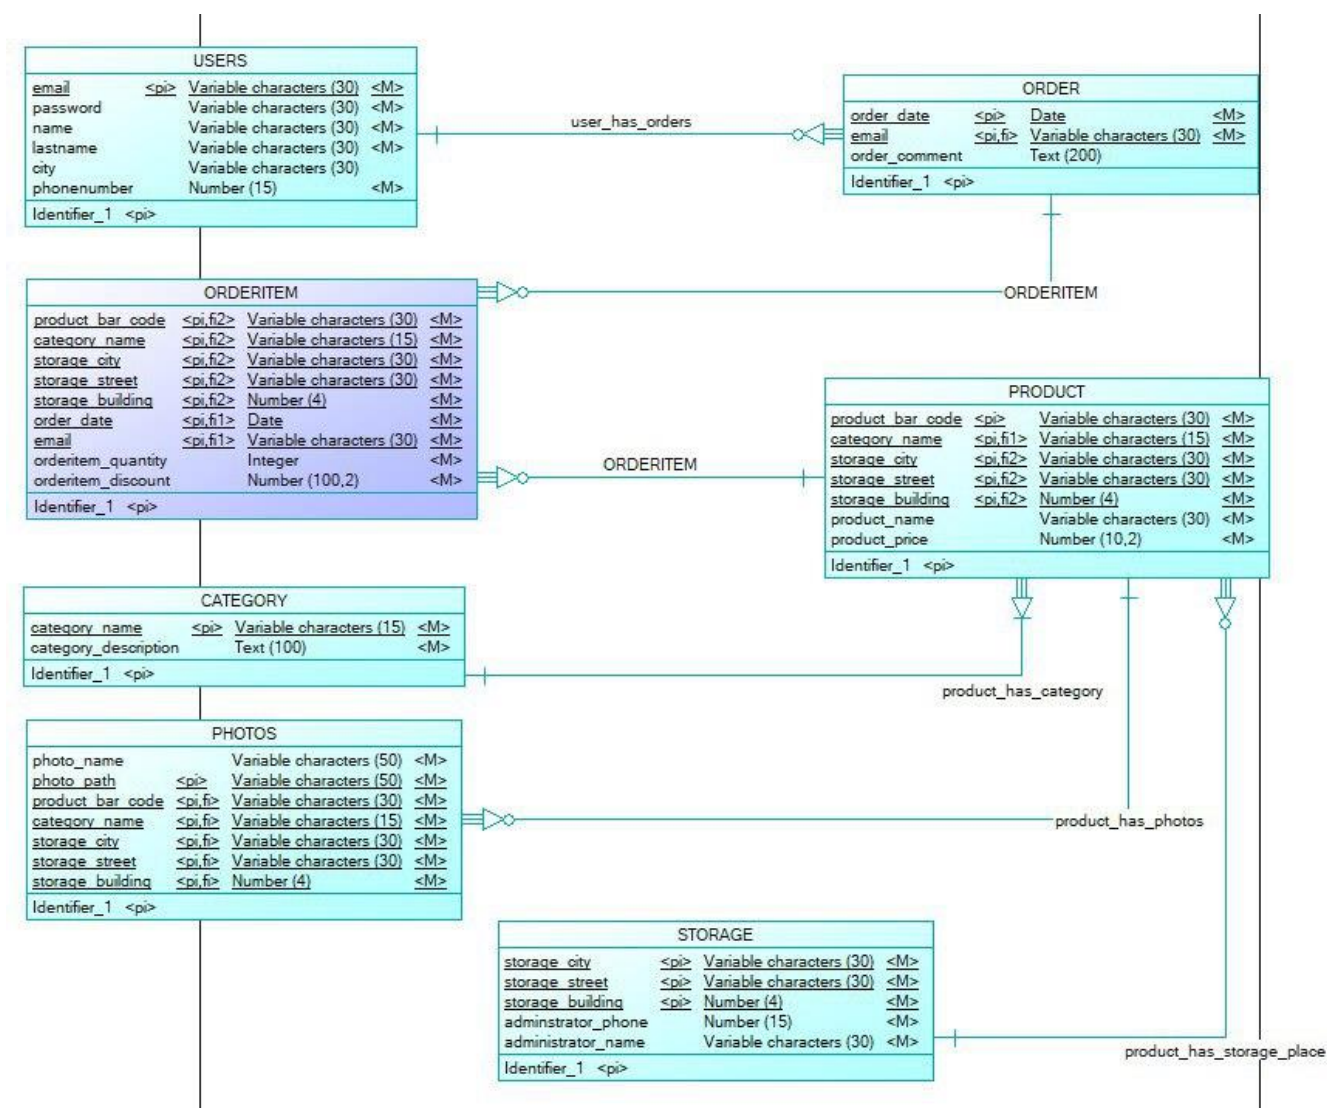 USERS
email <pi> Variable characters (30) <M>
password Variable characters (30) <M>
name Variable characters (30) <M>
lastname Variable characters (30) <M>
city Variable characters (30)
phonenumber Number (15) <M>
Identifier_1 <pi>
user_has_orders
ORDER
order_date <pi> Date <M>
email <pi,fi> Variable characters (30) <M>
order_comment Text (200)
Identifier_1 <pi>
ORDERITEM
product_bar_code <pi,fi2> Variable characters (30) <M>
category_name <pi,fi2> Variable characters (15) <M>
storage_city <pi,fi2> Variable characters (30) <M>
storage_street <pi,fi2> Variable characters (30) <M>
storage_building <pi,fi2> Number (4) <M>
order_date <pi,fi1> Date <M>
email <pi,fi1> Variable characters (30) <M>
orderitem_quantity Integer <M>
orderitem_discount Number (100,2) <M>
Identifier_1 <pi>
ORDERITEM
ORDERITEM
PRODUCT
product_bar_code <pi> Variable characters (30) <M>
category_name <pi,fi1> Variable characters (15) <M>
storage_city <pi,fi2> Variable characters (30) <M>
storage_street <pi,fi2> Variable characters (30) <M>
storage_building <pi,fi2> Number (4) <M>
product_name Variable characters (30) <M>
product_price Number (10,2) <M>
Identifier_1 <pi>
CATEGORY
category_name <pi> Variable characters (15) <M>
category_description Text (100) <M>
Identifier_1 <pi>
product_has_category
PHOTOS
photo_name Variable characters (50) <M>
photo_path <pi> Variable characters (50) <M>
product_bar_code <pi,fi> Variable characters (30) <M>
category_name <pi,fi> Variable characters (15) <M>
storage_city <pi,fi> Variable characters (30) <M>
storage_street <pi,fi> Variable characters (30) <M>
storage_building <pi,fi> Number (4) <M>
Identifier_1 <pi>
product_has_photos
STORAGE
storage_city <pi> Variable characters (30) <M>
storage_street <pi> Variable characters (30) <M>
storage_building <pi> Number (4) <M>
adminstrator_phone Number (15) <M>
administrator_name Variable characters (30) <M>
Identifier_1 <pi>
product_has_storage_place